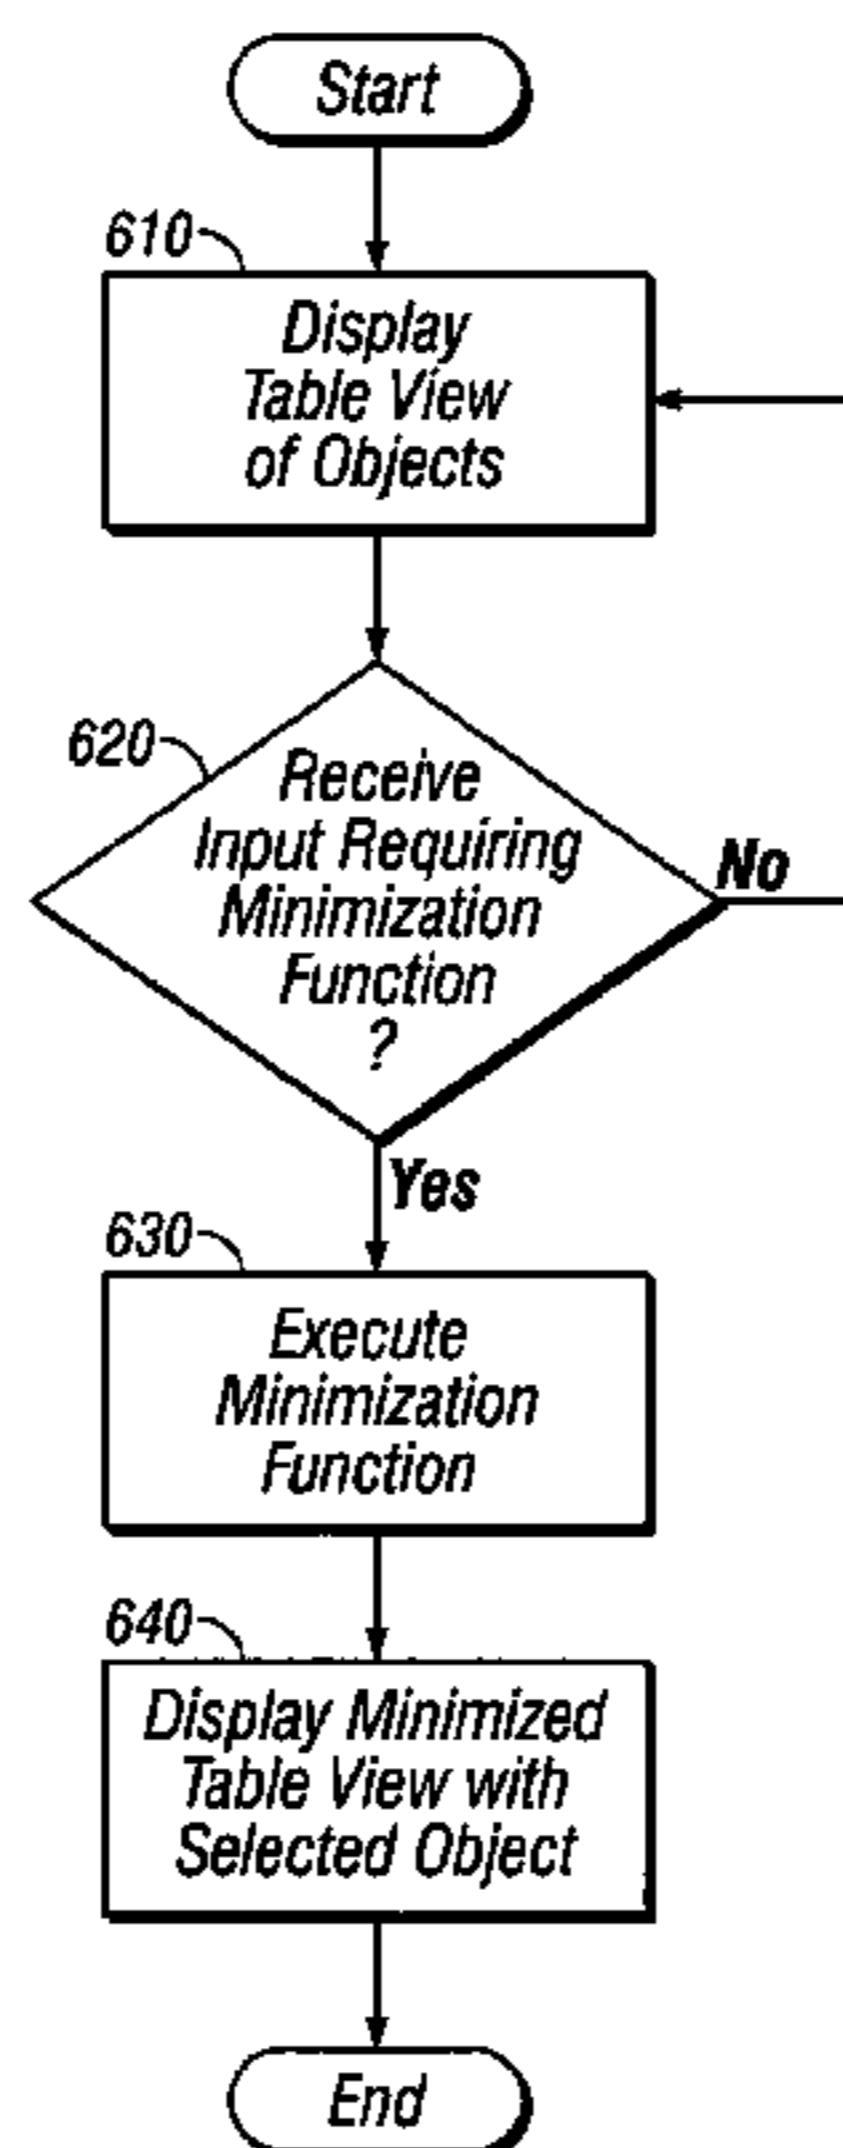 Start
610
Display
Table View
of Objects
620
Receive
Input Requiring
Minimization
Function
?
No
Yes
630
Execute
Minimization
Function
640
Display Minimized
Table View with
Selected Object
End